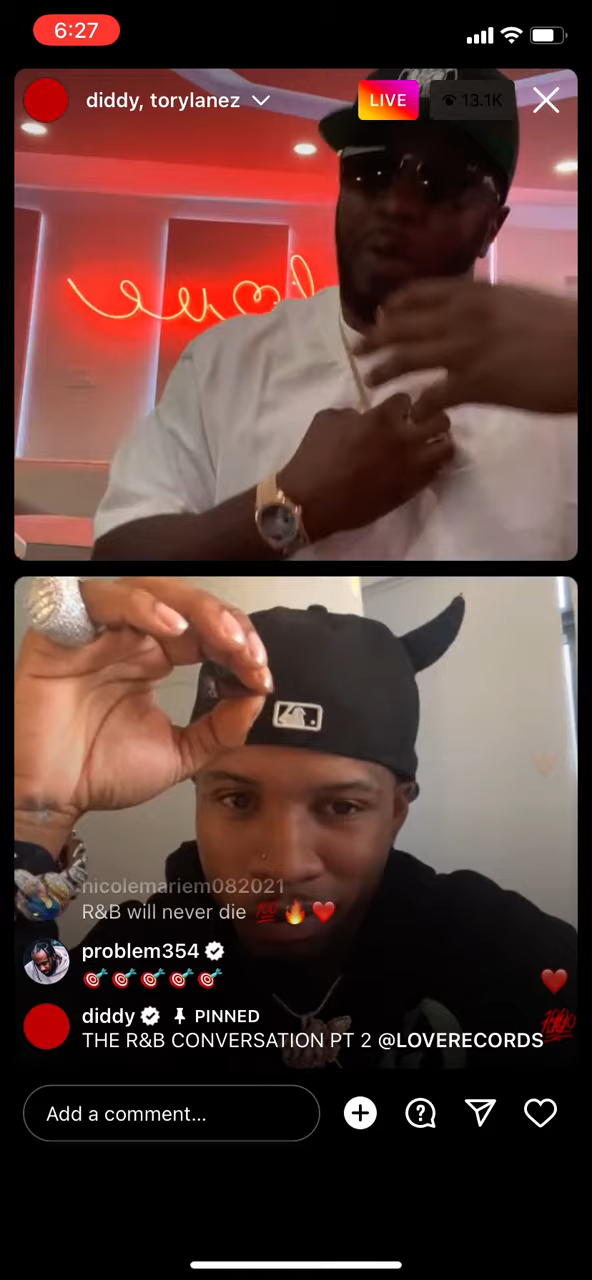 6:27
diddy, torylanez
LIVE
13.1K
love
nicolemariem082021
R&B will never die 💯🔥❤️
problem354
🎯🎯🎯🎯🎯
diddy PINNED
THE R&B CONVERSATION PT 2 @LOVERECORDS
Add a comment...